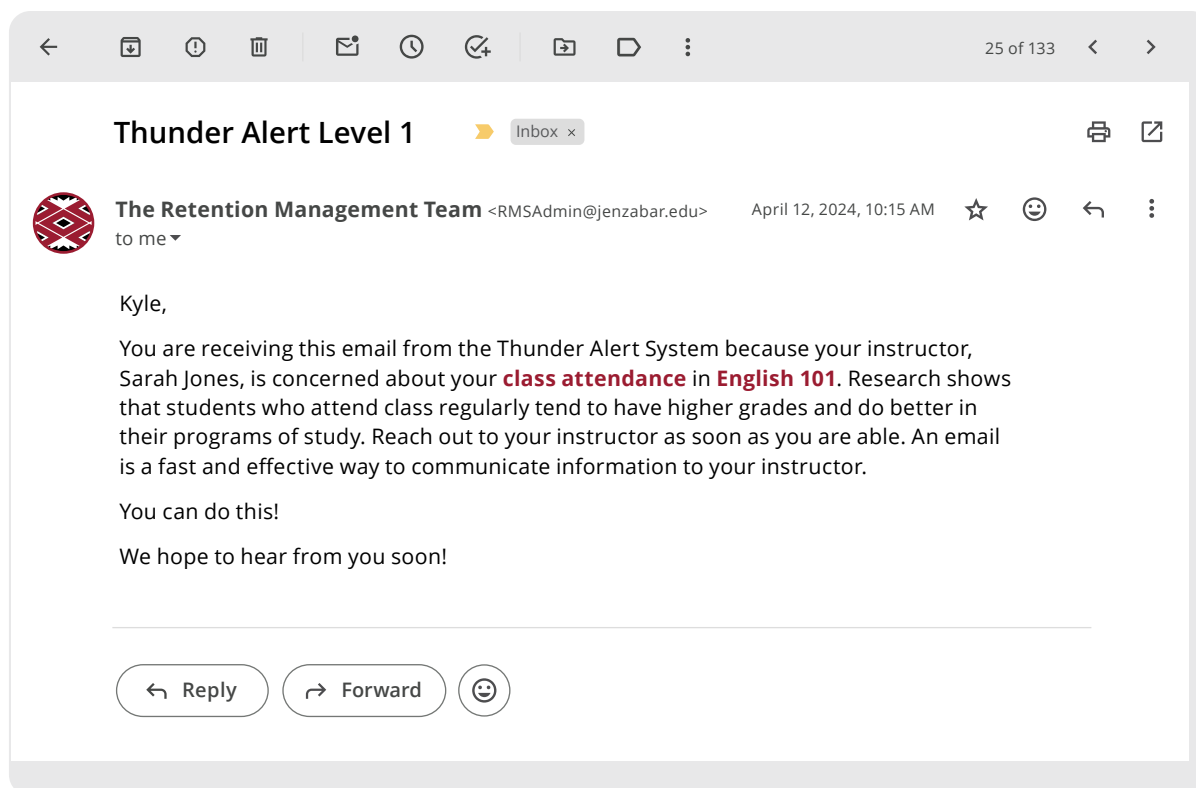 25 of 133
Thunder Alert Level 1 Inbox ×
The Retention Management Team <RMSAdmin@jenzabar.edu> April 12, 2024, 10:15 AM
to me
Kyle,
You are receiving this email from the Thunder Alert System because your instructor,
Sarah Jones, is concerned about your class attendance in English 101. Research shows
that students who attend class regularly tend to have higher grades and do better in
their programs of study. Reach out to your instructor as soon as you are able. An email
is a fast and effective way to communicate information to your instructor.
You can do this!
We hope to hear from you soon!
Reply Forward